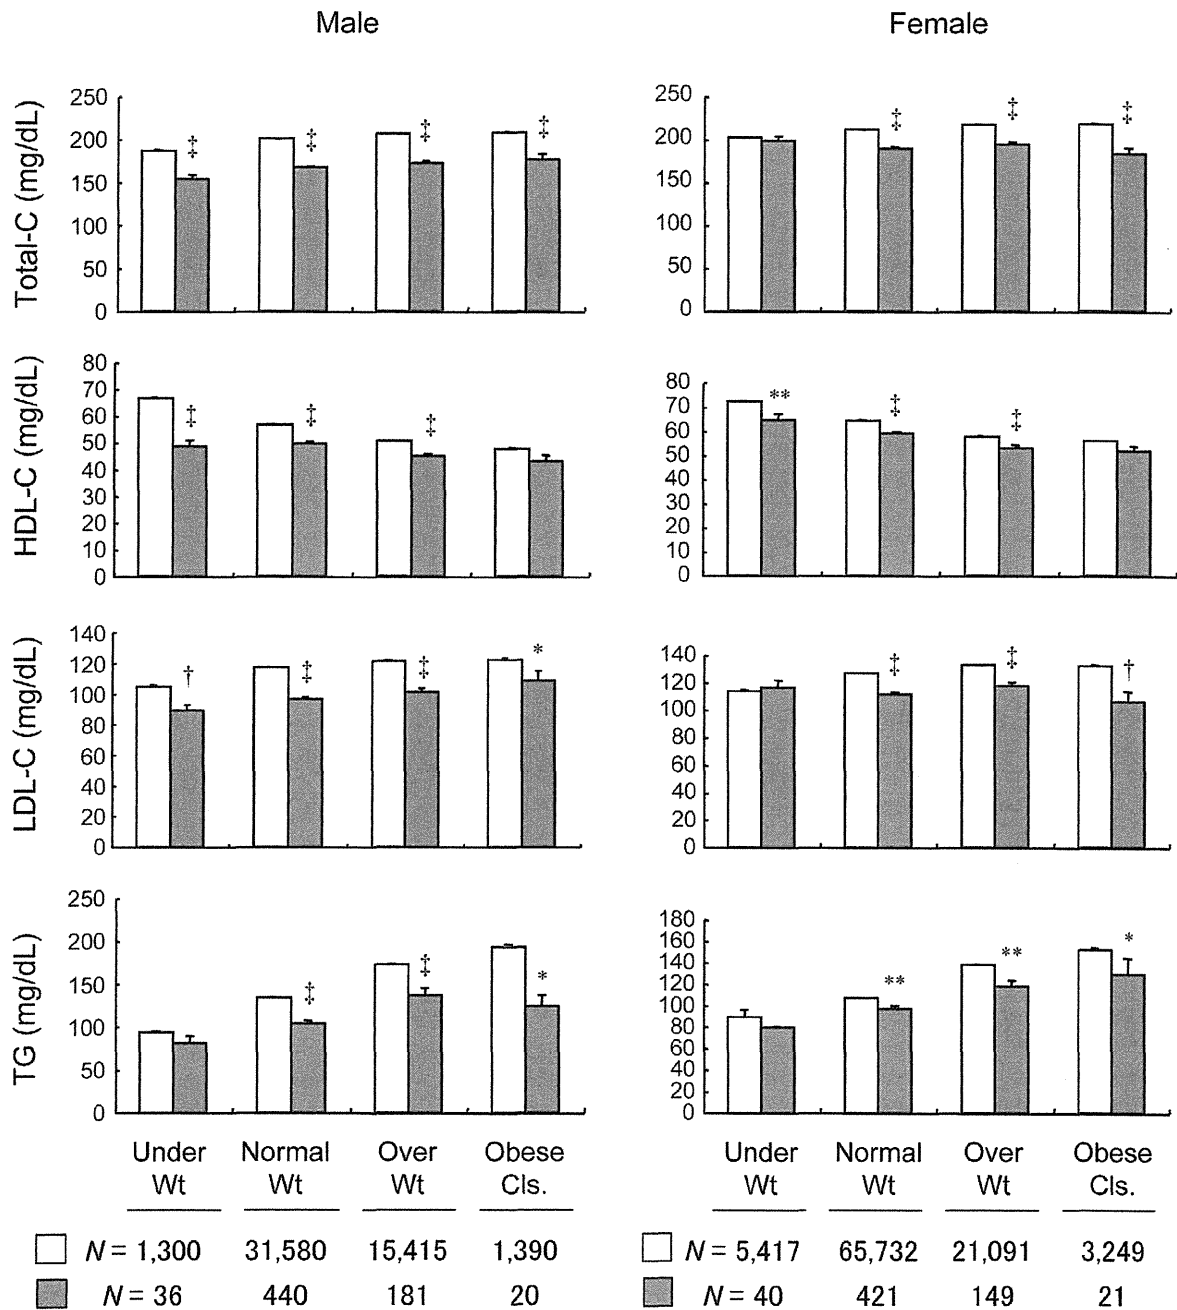 Male
Female
Total-C (mg/dL)
250
200
150
100
50
0
‡ ‡ ‡ ‡
250
200
150
100
50
0
‡ ‡ ‡
HDL-C (mg/dL)
80
70
60
50
40
30
20
10
0
‡ ‡ ‡
80
70
60
50
40
30
20
10
0
** ‡ ‡
LDL-C (mg/dL)
140
120
100
80
60
40
20
0
† ‡ ‡ *
140
120
100
80
60
40
20
0
‡ ‡ †
TG (mg/dL)
250
200
150
100
50
0
‡ ‡ *
180
160
140
120
100
80
60
40
20
0
** ** *
Under Normal Over Obese
Wt Wt Wt Cls.
Under Normal Over Obese
Wt Wt Wt Cls.
N = 1,300 31,580 15,415 1,390
N = 36 440 181 20
N = 5,417 65,732 21,091 3,249
N = 40 421 149 21